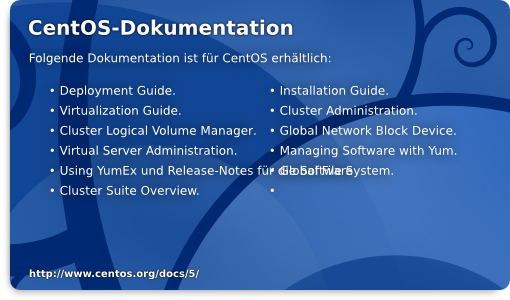 CentOS-Dokumentation
Folgende Dokumentation ist für CentOS erhältlich:
• Deployment Guide.
• Virtualization Guide.
• Cluster Logical Volume Manager.
• Virtual Server Administration.
• Using YumEx und Release-Notes für die Software
• Cluster Suite Overview.
• Installation Guide.
• Cluster Administration.
• Global Network Block Device.
• Managing Software with Yum.
• Global File System.
•
http://www.centos.org/docs/5/